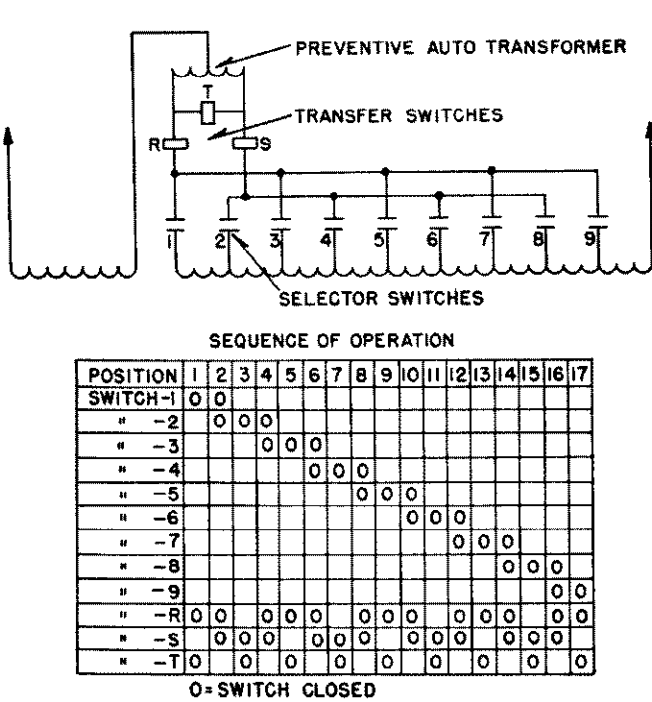 PREVENTIVE AUTO TRANSFORMER
T
TRANSFER SWITCHES
R S
1 2 3 4 5 6 7 8 9
SELECTOR SWITCHES
SEQUENCE OF OPERATION
POSITION 1 2 3 4 5 6 7 8 9 10 11 12 13 14 15 16 17
SWITCH-1 O O
" -2 O O O
" -3 O O O
" -4 O O O
" -5 O O O
" -6 O O O
" -7 O O O
" -8 O O O
" -9 O O
" -R O O O O O O O O O O O O O
" -S O O O O O O O O O O O O
" -T O O O O O O O O O
O=SWITCH CLOSED